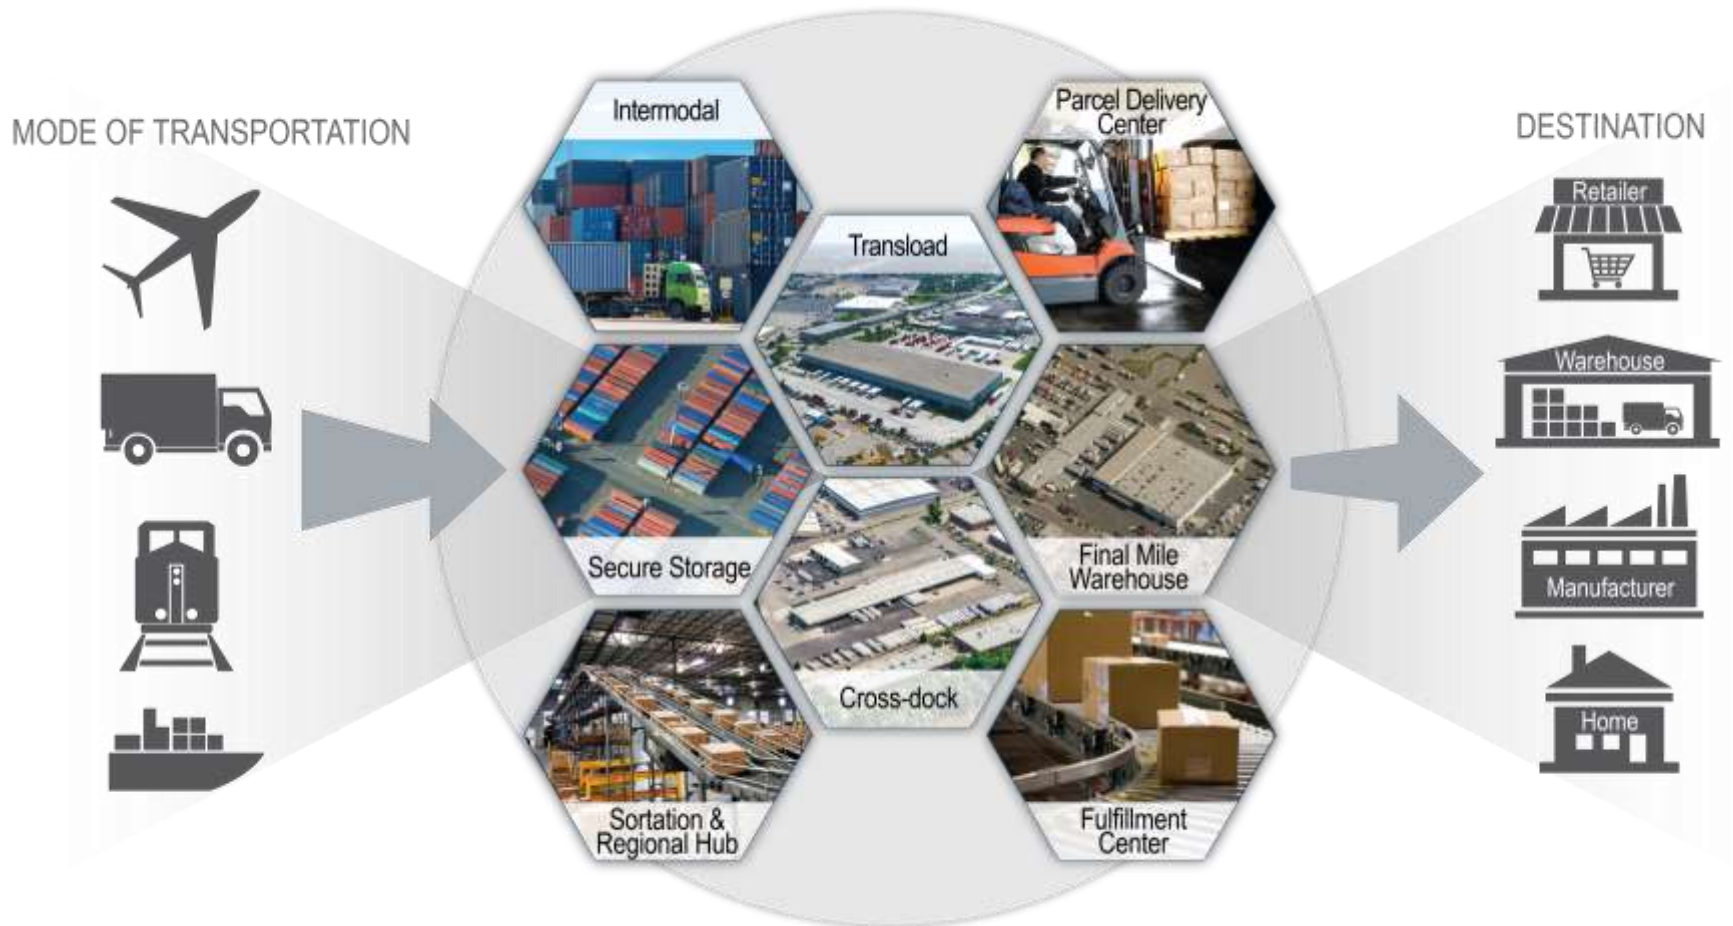 MODE OF TRANSPORTATION
Intermodal
Transload
Secure Storage
Cross-dock
Sortation &
Regional Hub
Parcel Delivery
Center
Final Mile
Warehouse
Fulfillment
Center
DESTINATION
Retailer
Warehouse
Manufacturer
Home